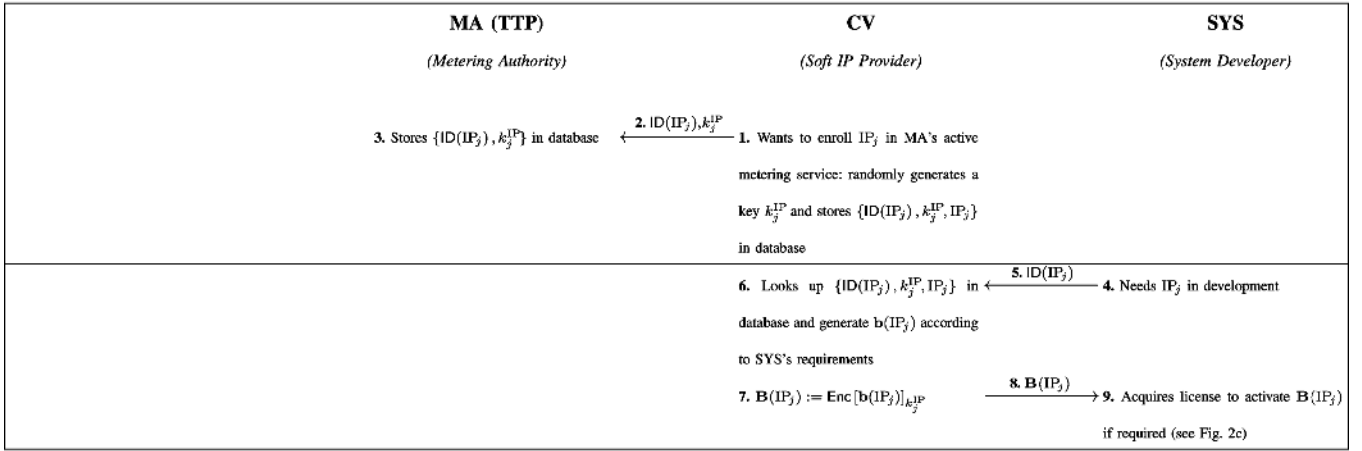 MA (TTP) CV SYS
(Metering Authority) (Soft IP Provider) (System Developer)
2. ID(IP_j),k_j^IP
3. Stores {ID(IP_j) , k_j^IP} in database
1. Wants to enroll IP_j in MA's active
metering service: randomly generates a
key k_j^IP and stores {ID(IP_j) , k_j^IP, IP_j}
in database
5. ID(IP_j)
6. Looks up {ID(IP_j) , k_j^IP, IP_j} in
database and generate b(IP_j) according
to SYS's requirements
4. Needs IP_j in development
7. B(IP_j) := Enc [b(IP_j)]_{k_j^IP}
8. B(IP_j)
9. Acquires license to activate B(IP_j)
if required (see Fig. 2c)